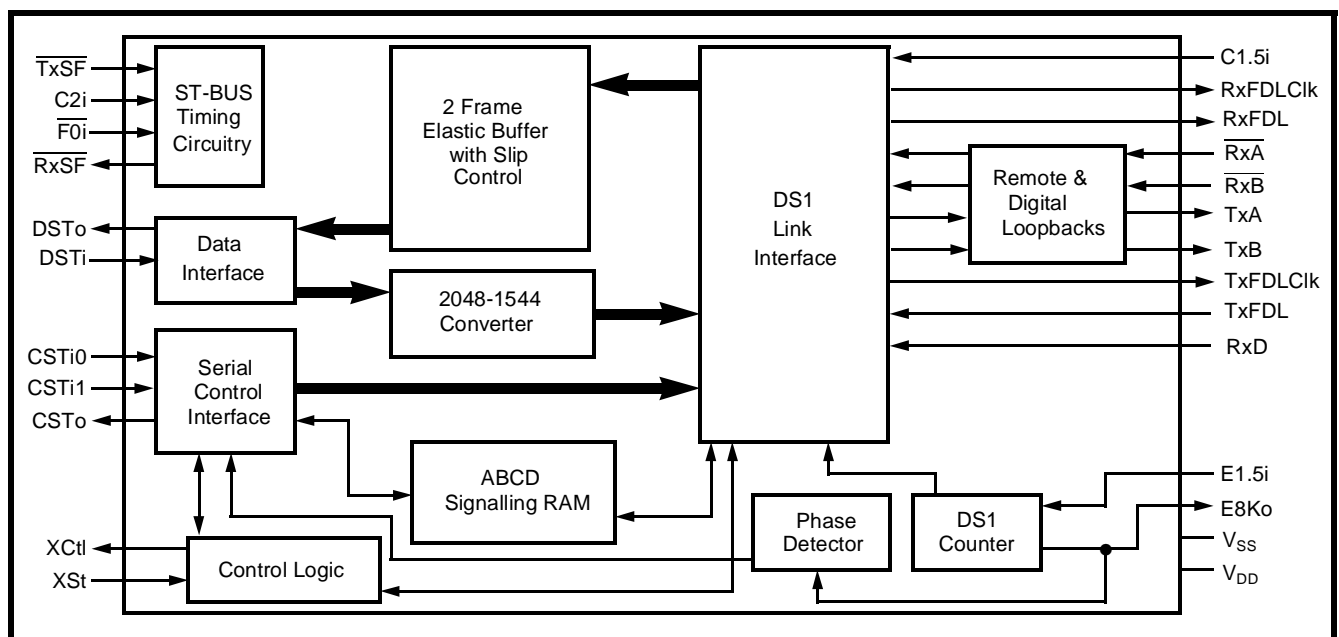 TxSF
C2i
F0i
RxSF
DSTo
DSTi
CSTi0
CSTi1
CSTo
XCtl
XSt
ST-BUS
Timing
Circuitry
2 Frame
Elastic Buffer
with Slip
Control
Data
Interface
2048-1544
Converter
Serial
Control
Interface
ABCD
Signalling RAM
Control Logic
DS1
Link
Interface
Remote &
Digital
Loopbacks
Phase
Detector
DS1
Counter
C1.5i
RxFDLClk
RxFDL
RxA
RxB
TxA
TxB
TxFDLClk
TxFDL
RxD
E1.5i
E8Ko
VSS
VDD